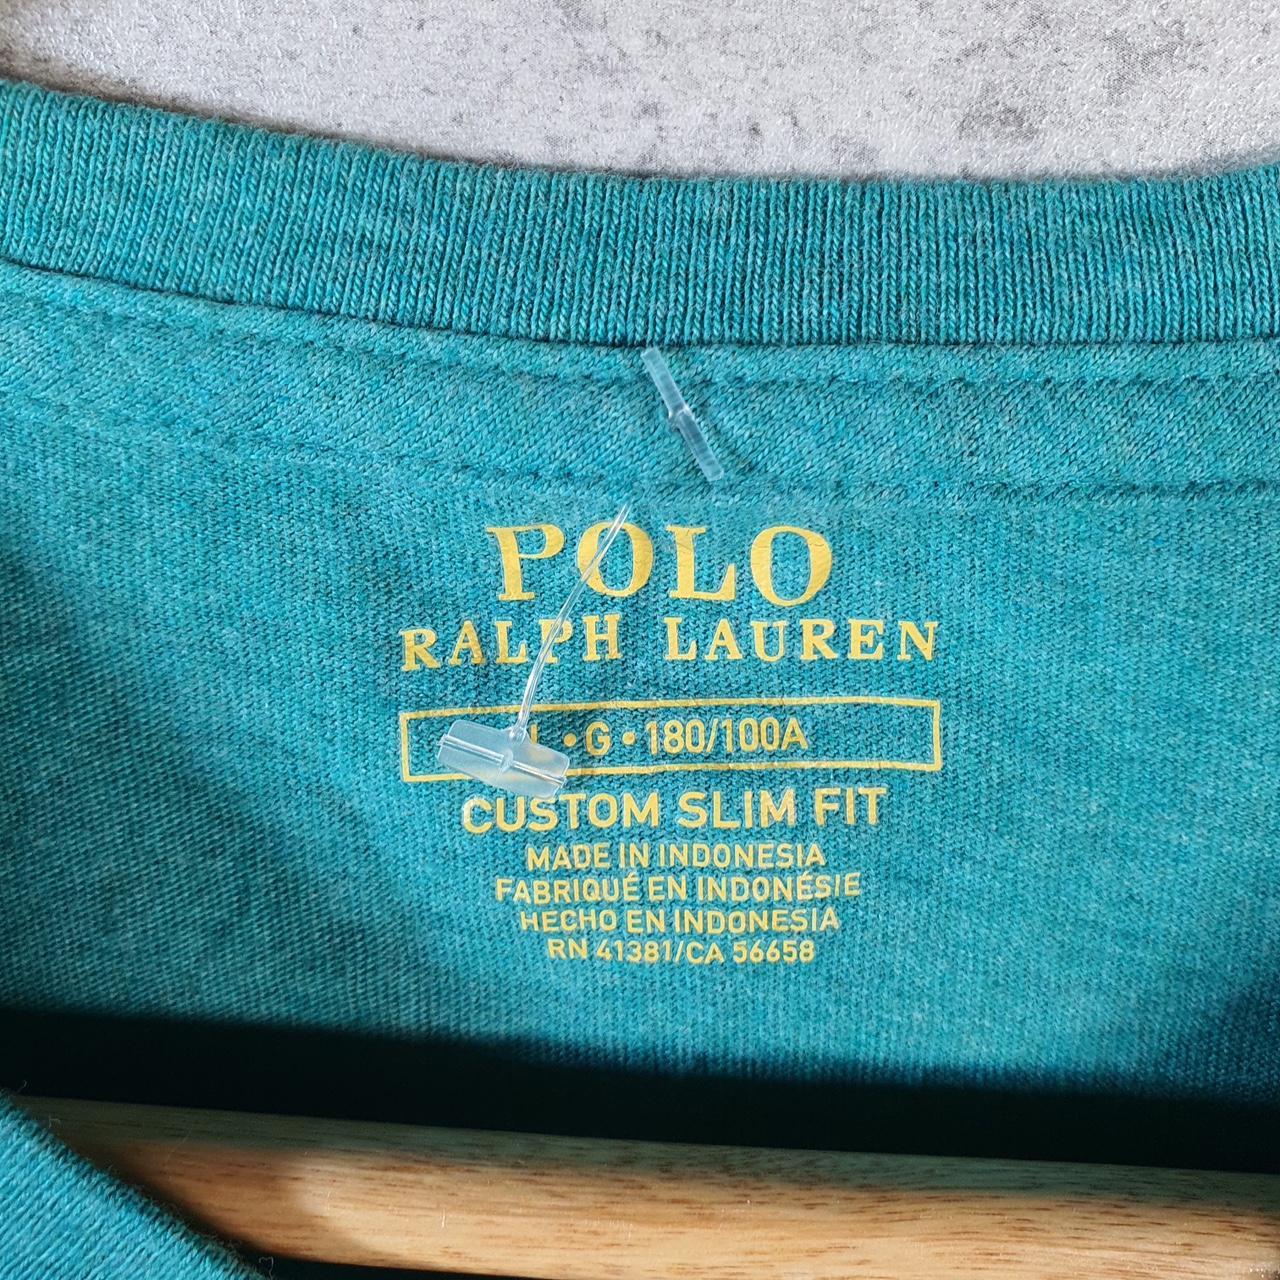 POLO
RALPH LAUREN
L • G • 180/100A
CUSTOM SLIM FIT
MADE IN INDONESIA
FABRIQUÉ EN INDONÉSIE
HECHO EN INDONESIA
RN 41381/CA 56658